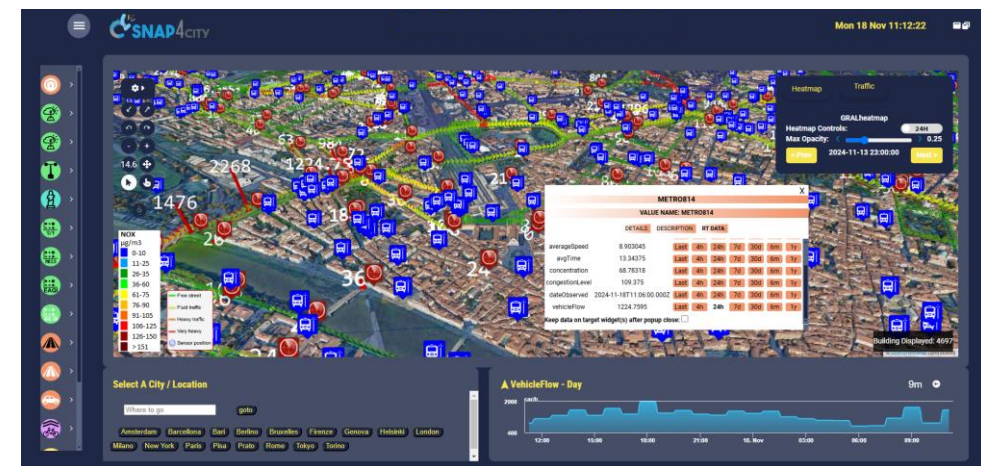 SNAP4CITY
Mon 18 Nov 11:12:22
Heatmap Traffic
GRALheatmap
Heatmap Controls: 24H
Max Opacity: 0.25
< Prev 2024-11-13 23:00:00 Next >
14.6
1476
2268
1224.75
26
18
36
24
21
NOX
µg/m3
0-10
11-25
26-35
36-60
61-75
76-90
91-105
106-125
126-150
>151
Free street
Fluid traffic
Heavy traffic
Very heavy
Sensor position
X
METRO814
VALUE NAME: METRO814
DETAILS DESCRIPTION RT DATA
averageSpeed 8.903045 Last 4h 24h 7d 30d 6m 1y
avgTime 13.34375 Last 4h 24h 7d 30d 6m 1y
concentration 68.78318 Last 4h 24h 7d 30d 6m 1y
congestionLevel 109.375 Last 4h 24h 7d 30d 6m 1y
dateObserved 2024-11-18T11:06:00.000Z Last 4h 24h 7d 30d 6m 1y
vehicleFlow 1224.7595 Last 4h 24h 7d 30d 6m 1y
Keep data on target widget(s) after popup close:
Building Displayed: 4697
Select A City / Location
Where to go goto
Amsterdam Barcellona Bari Berlino Bruxelles Firenze Genova Helsinki London
Milano New York Paris Pisa Prato Rome Tokyo Torino
VehicleFlow - Day 9m
2000 car/h
400
12:00 15:00 18:00 21:00 18. Nov 03:00 06:00 09:00